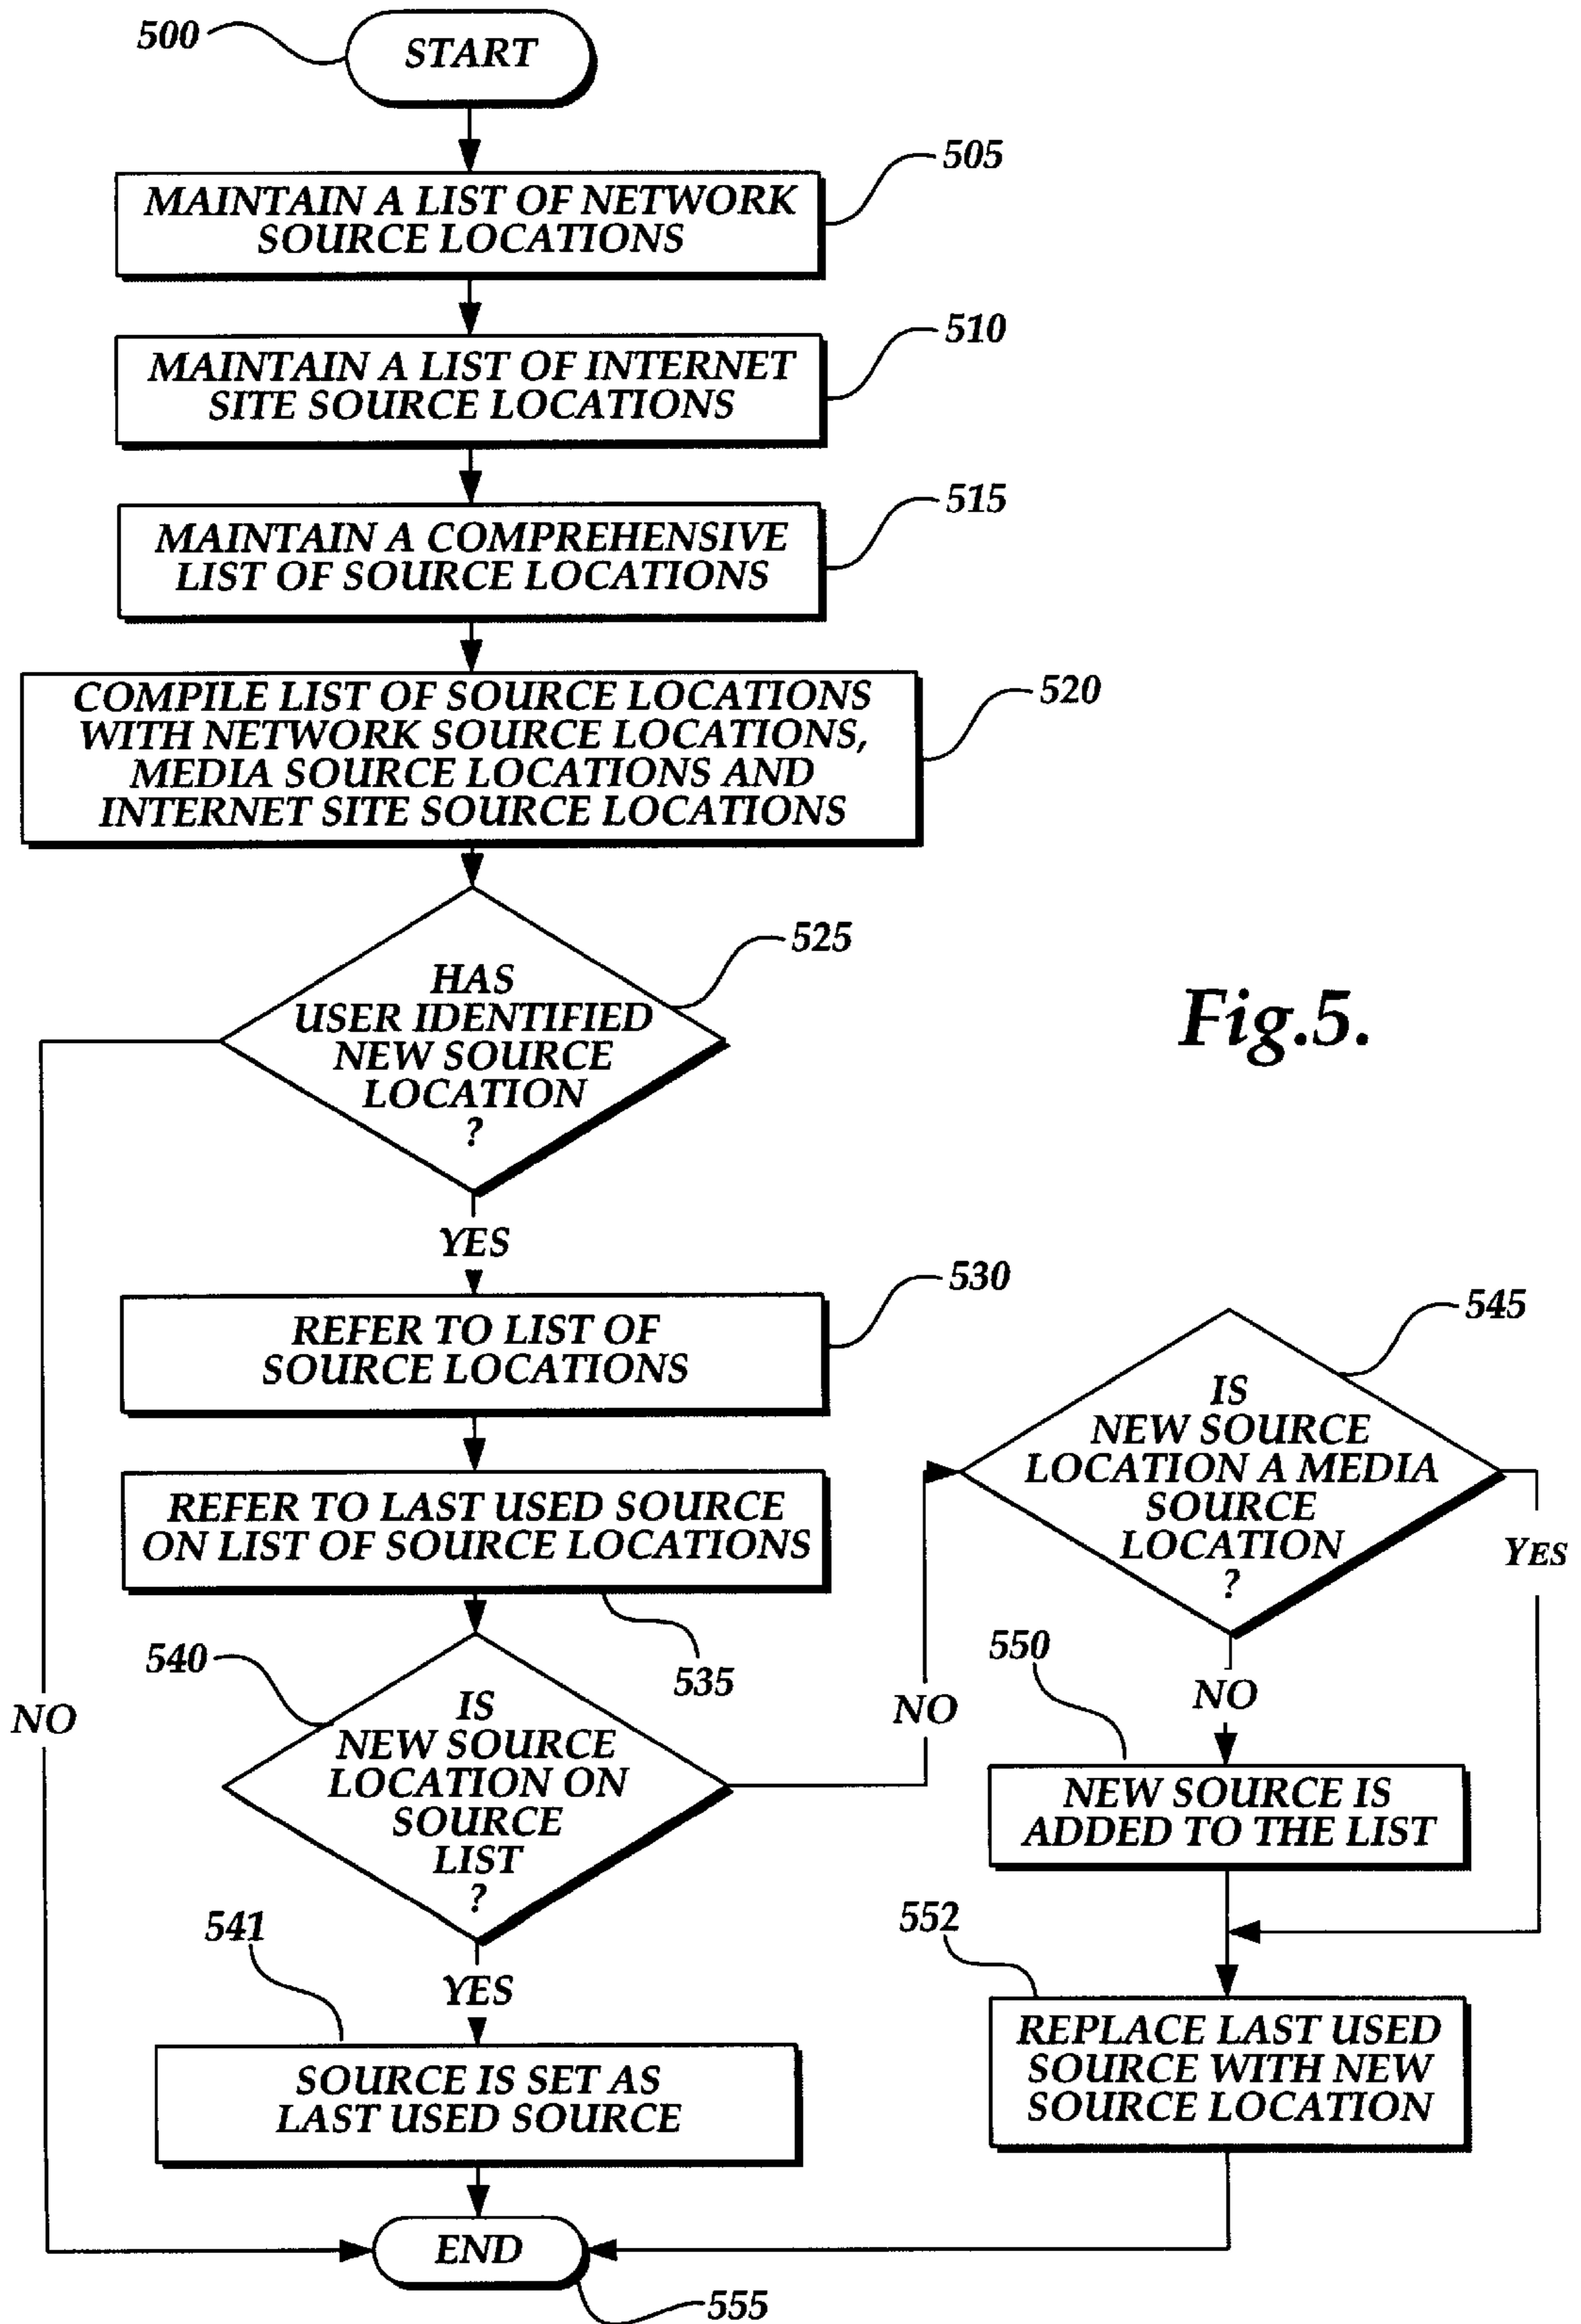 500
START
505
MAINTAIN A LIST OF NETWORK
SOURCE LOCATIONS
510
MAINTAIN A LIST OF INTERNET
SITE SOURCE LOCATIONS
515
MAINTAIN A COMPREHENSIVE
LIST OF SOURCE LOCATIONS
520
COMPILE LIST OF SOURCE LOCATIONS
WITH NETWORK SOURCE LOCATIONS,
MEDIA SOURCE LOCATIONS AND
INTERNET SITE SOURCE LOCATIONS
525
HAS
USER IDENTIFIED
NEW SOURCE
LOCATION
?
Fig.5.
YES
530
REFER TO LIST OF
SOURCE LOCATIONS
535
REFER TO LAST USED SOURCE
ON LIST OF SOURCE LOCATIONS
540
IS
NEW SOURCE
LOCATION ON
SOURCE
LIST
?
NO
NO
545
IS
NEW SOURCE
LOCATION A MEDIA
SOURCE
LOCATION
?
YES
NO
550
NEW SOURCE IS
ADDED TO THE LIST
552
REPLACE LAST USED
SOURCE WITH NEW
SOURCE LOCATION
541
YES
SOURCE IS SET AS
LAST USED SOURCE
END
555